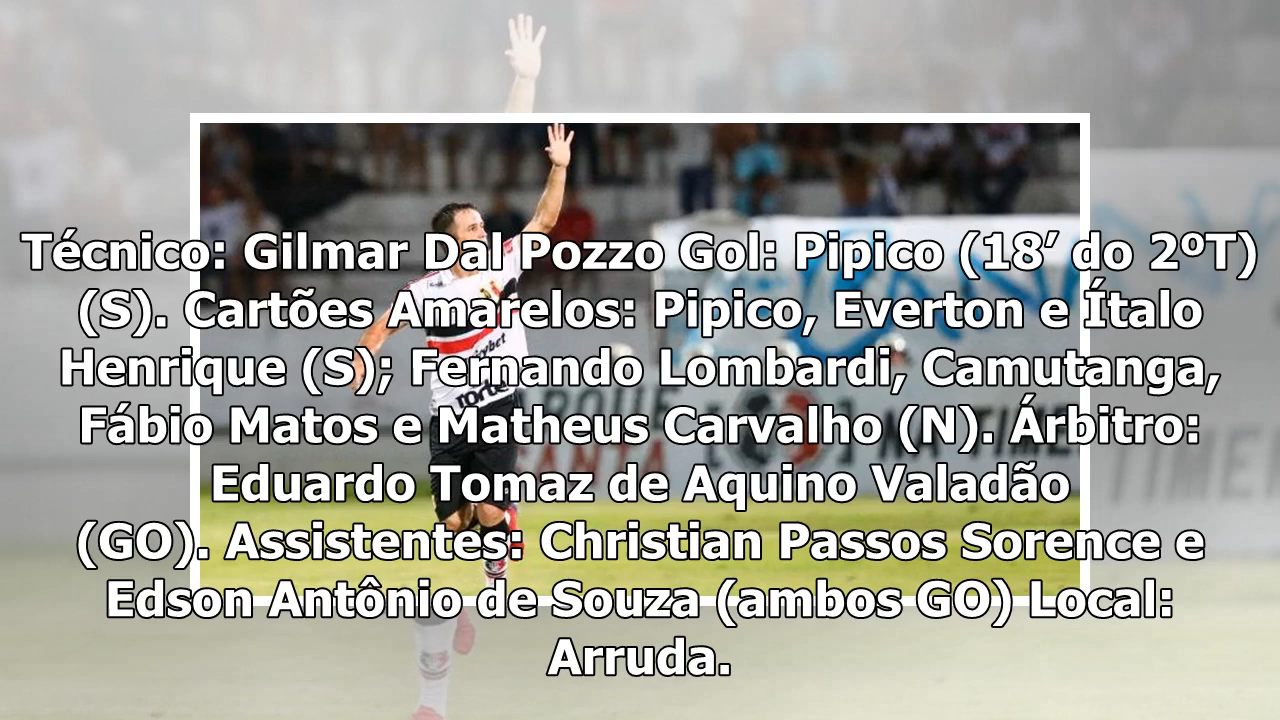 Técnico: Gilmar Dal Pozzo Gol: Pipico (18’ do 2ºT)
(S). Cartões Amarelos: Pipico, Everton e Ítalo
Henrique (S); Fernando Lombardi, Camutanga,
Fábio Matos e Matheus Carvalho (N). Árbitro:
Eduardo Tomaz de Aquino Valadão
(GO). Assistentes: Christian Passos Sorence e
Edson Antônio de Souza (ambos GO) Local:
Arruda.